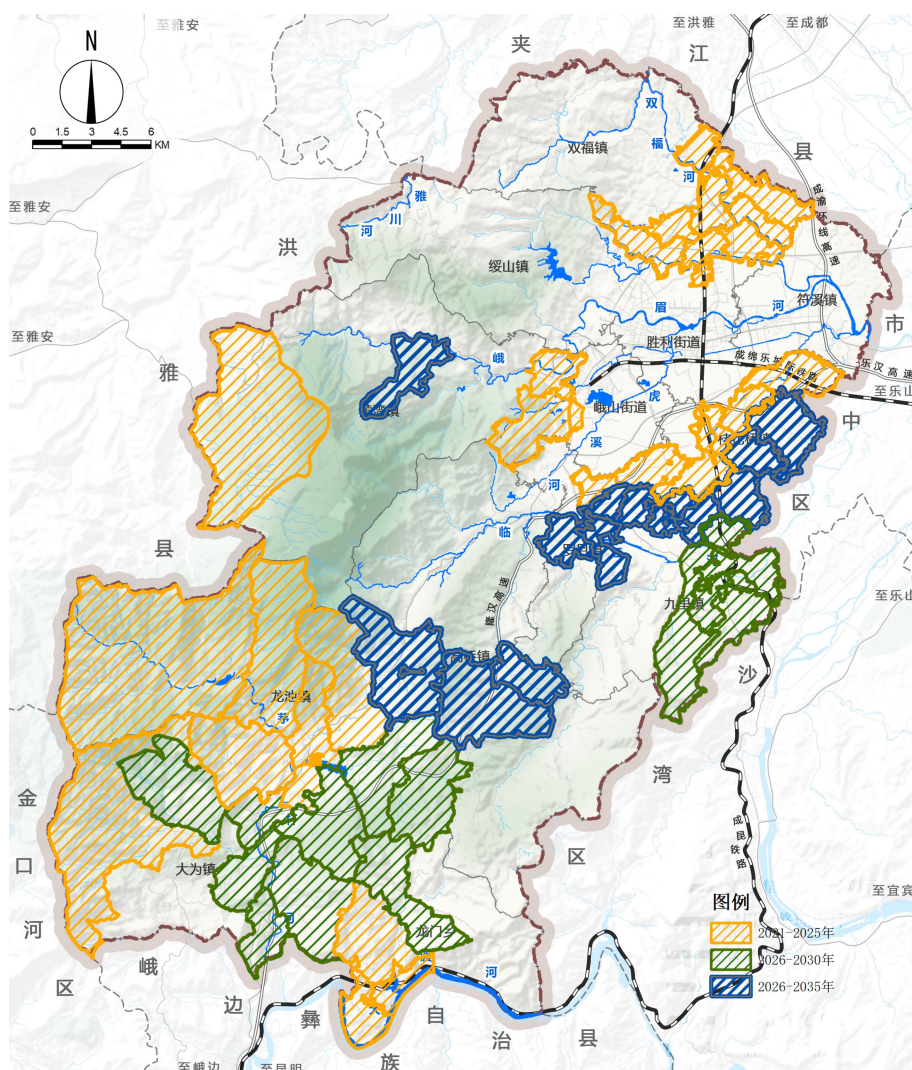 至雅安
至洪雅
至成都
N
夹
江
县
0 1.5 3 4.5 6
KM
双
福
河
双福镇
成渝环线高速
至雅安
雅
川
河
洪
绥山镇
符溪镇
眉
河
市
胜利街道
至雅安
雅
峨
成绵乐城际铁路
乐汉高速
至乐山
虎
峨山街道
中
溪
河
临
区
县
雕汉高速
九里镇
至乐山
沙
龙池镇
茅
湾
金
口
河
区
大为镇
区
成昆铁路
至宜宾
龙门乡
图例
2021-2025年
2026-2030年
2026-2035年
河
渡
河
大
峨
边
彝
族
自
治
县
至峨边
至昆明